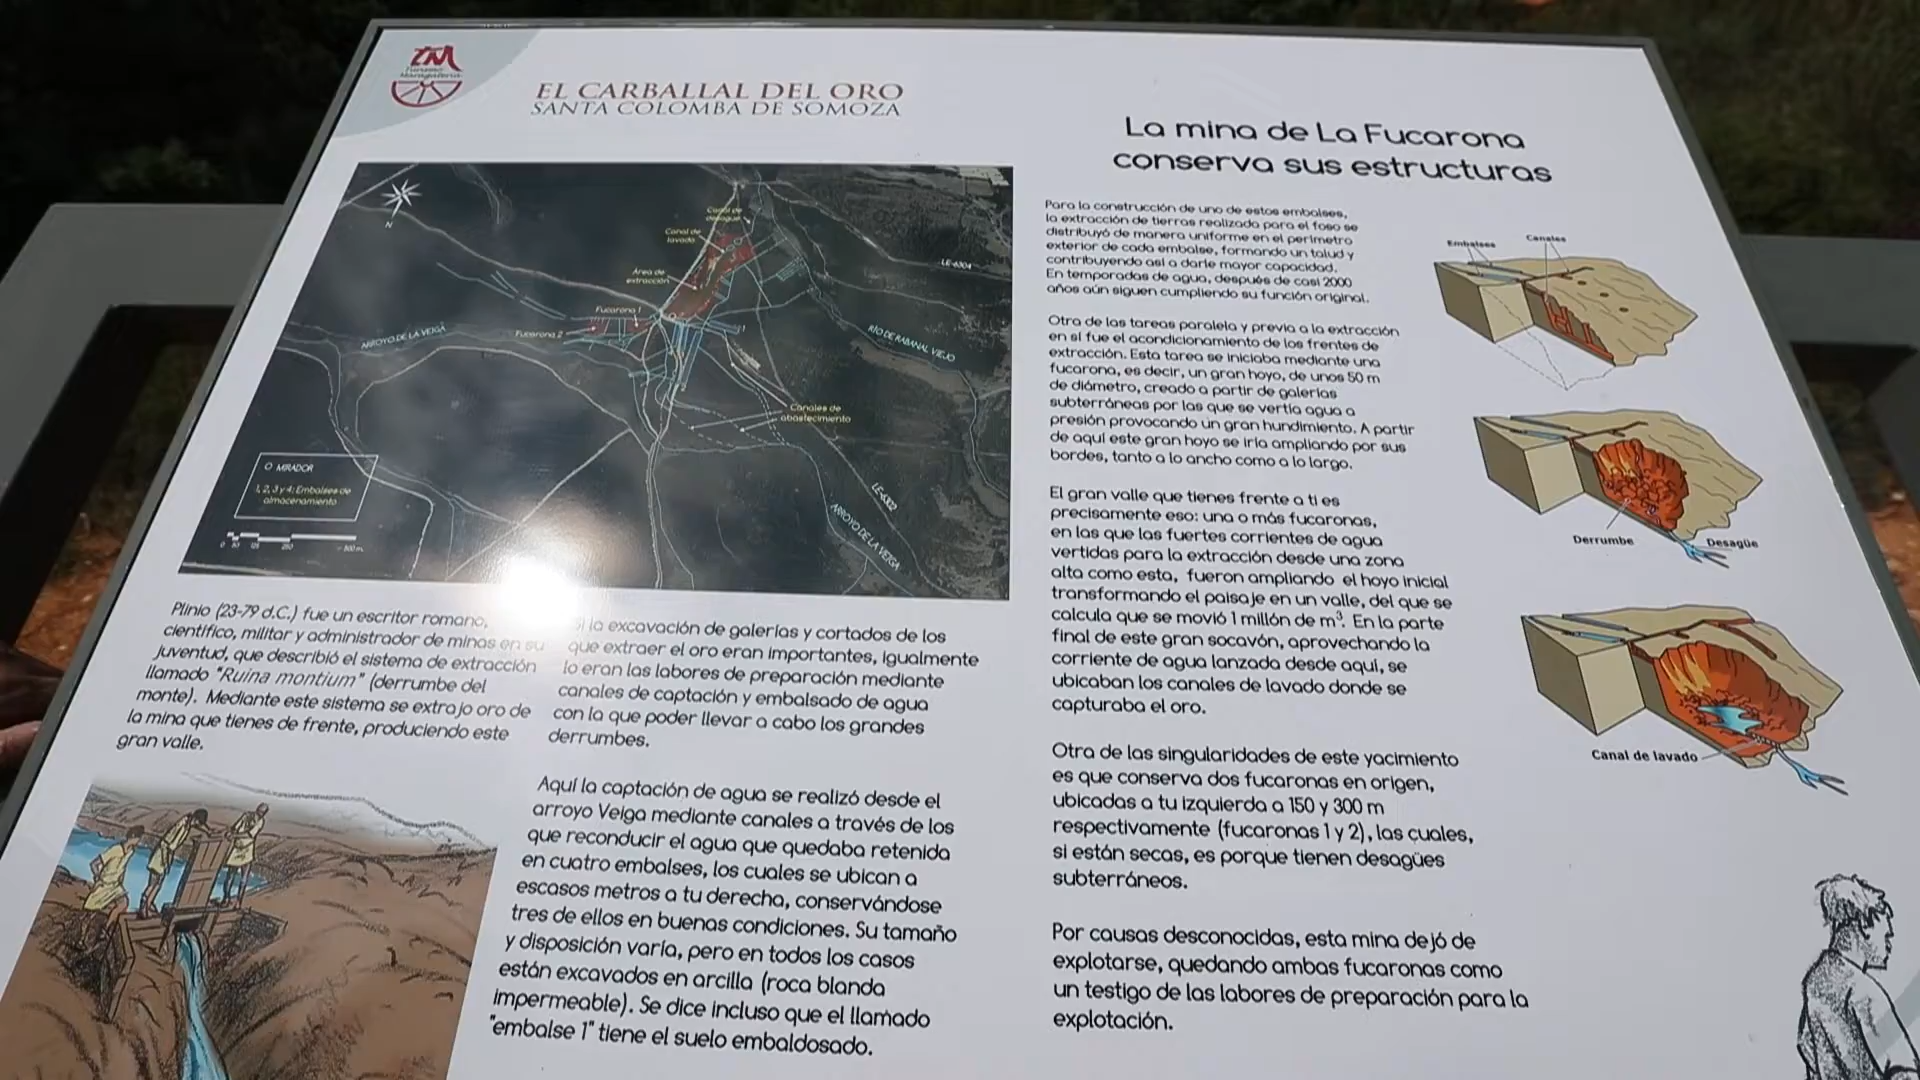 Turismo
Maragatería
EL CARBALLAL DEL ORO
SANTA COLOMBA DE SOMOZA
N
Canal de
desagüe
Canal de
lavado
Área de
extracción
Fucarona 1
Fucarona 2
ARROYO DE LA VEIGA
LE-6304
RÍO DE RABANAL VIEJO
Canales de
abastecimiento
LE-6302
ARROYO DE LA VEIGA
O MIRADOR
1, 2, 3 y 4: Embalses de
almacenamiento
Plinio (23-79 d.C.) fue un escritor romano,
científico, militar y administrador de minas en su
juventud, que describió el sistema de extracción
llamado "Ruina montium" (derrumbe del
monte). Mediante este sistema se extrajo oro de
la mina que tienes de frente, produciendo este
gran valle.
Si la excavación de galerías y cortados de los
que extraer el oro eran importantes, igualmente
lo eran las labores de preparación mediante
canales de captación y embalsado de agua
con la que poder llevar a cabo los grandes
derrumbes.
Aquí la captación de agua se realizó desde el
arroyo Veiga mediante canales a través de los
que reconducir el agua que quedaba retenida
en cuatro embalses, los cuales se ubican a
escasos metros a tu derecha, conservándose
tres de ellos en buenas condiciones. Su tamaño
y disposición varía, pero en todos los casos
están excavados en arcilla (roca blanda
impermeable). Se dice incluso que el llamado
"embalse 1" tiene el suelo embaldosado.
La mina de La Fucarona
conserva sus estructuras
Para la construcción de uno de estos embalses,
la extracción de tierras realizada para el foso se
distribuyó de manera uniforme en el perímetro
exterior de cada embalse, formando un talud y
contribuyendo así a darle mayor capacidad.
En temporadas de agua, después de casi 2000
años aún siguen cumpliendo su función original.
Otra de las tareas paralela y previa a la extracción
en sí fue el acondicionamiento de los frentes de
extracción. Esta tarea se iniciaba mediante una
fucarona, es decir, un gran hoyo, de unos 50 m
de diámetro, creado a partir de galerías
subterráneas por las que se vertía agua a
presión provocando un gran hundimiento. A partir
de aquí este gran hoyo se iría ampliando por sus
bordes, tanto a lo ancho como a lo largo.
El gran valle que tienes frente a ti es
precisamente eso: una o más fucaronas,
en las que las fuertes corrientes de agua
vertidas para la extracción desde una zona
alta como esta, fueron ampliando el hoyo inicial
transformando el paisaje en un valle, del que se
calcula que se movió 1 millón de m³. En la parte
final de este gran socavón, aprovechando la
corriente de agua lanzada desde aquí, se
ubicaban los canales de lavado donde se
capturaba el oro.
Otra de las singularidades de este yacimiento
es que conserva dos fucaronas en origen,
ubicadas a tu izquierda a 150 y 300 m
respectivamente (fucaronas 1 y 2), las cuales,
si están secas, es porque tienen desagües
subterráneos.
Por causas desconocidas, esta mina dejó de
explotarse, quedando ambas fucaronas como
un testigo de las labores de preparación para la
explotación.
Embalses
Canales
Derrumbe
Desagüe
Canal de lavado